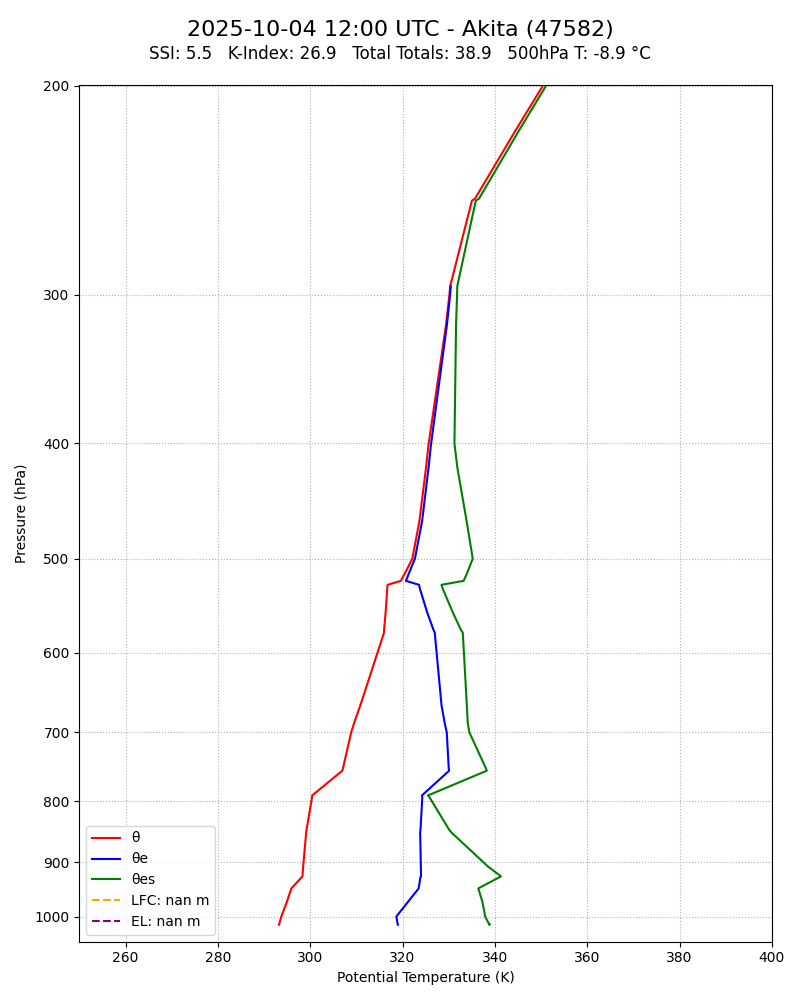 2025-10-04 12:00 UTC - Akita (47582)
SSI: 5.5   K-Index: 26.9   Total Totals: 38.9   500hPa T: -8.9 °C
200
300
400
500
600
700
800
900
1000
Pressure (hPa)
θ
θe
θes
LFC: nan m
EL: nan m
260
280
300
320
340
360
380
400
Potential Temperature (K)